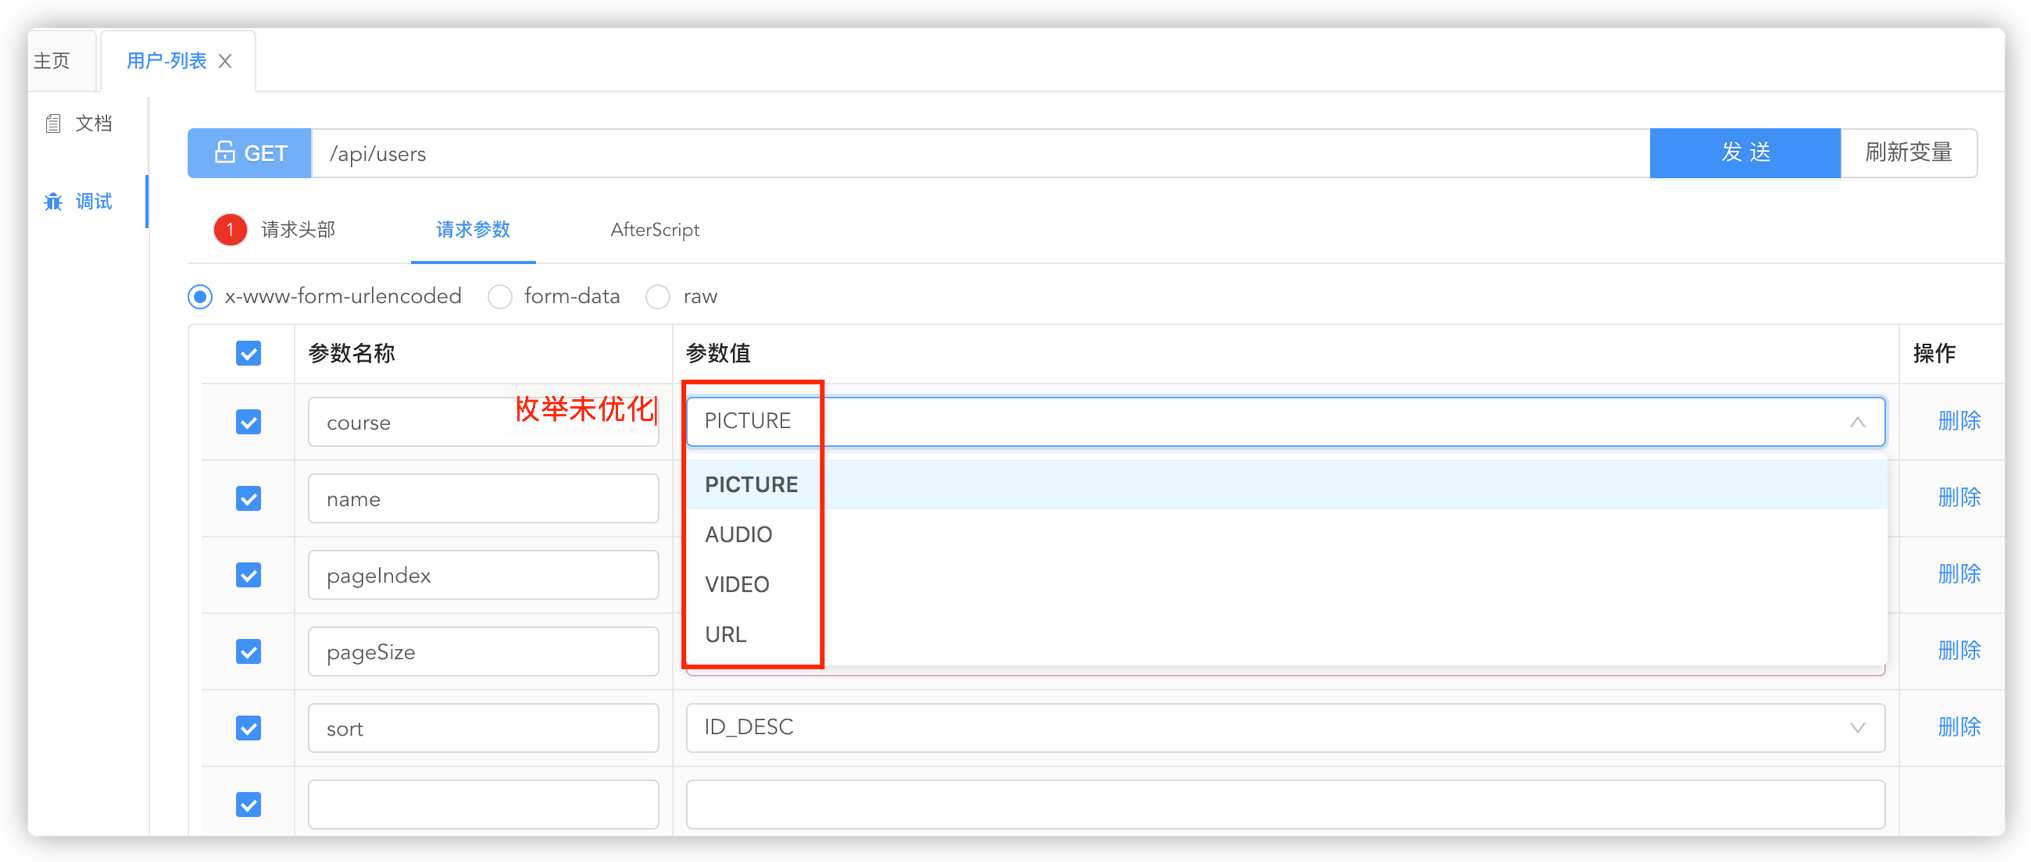 主页
用户-列表
文档
调试
GET
/api/users
发 送
刷新变量
1
请求头部
请求参数
AfterScript
x-www-form-urlencoded
form-data
raw
参数名称
参数值
操作
course
枚举未优化
PICTURE
删除
PICTURE
name
删除
AUDIO
pageIndex
VIDEO
删除
URL
pageSize
删除
sort
ID_DESC
删除